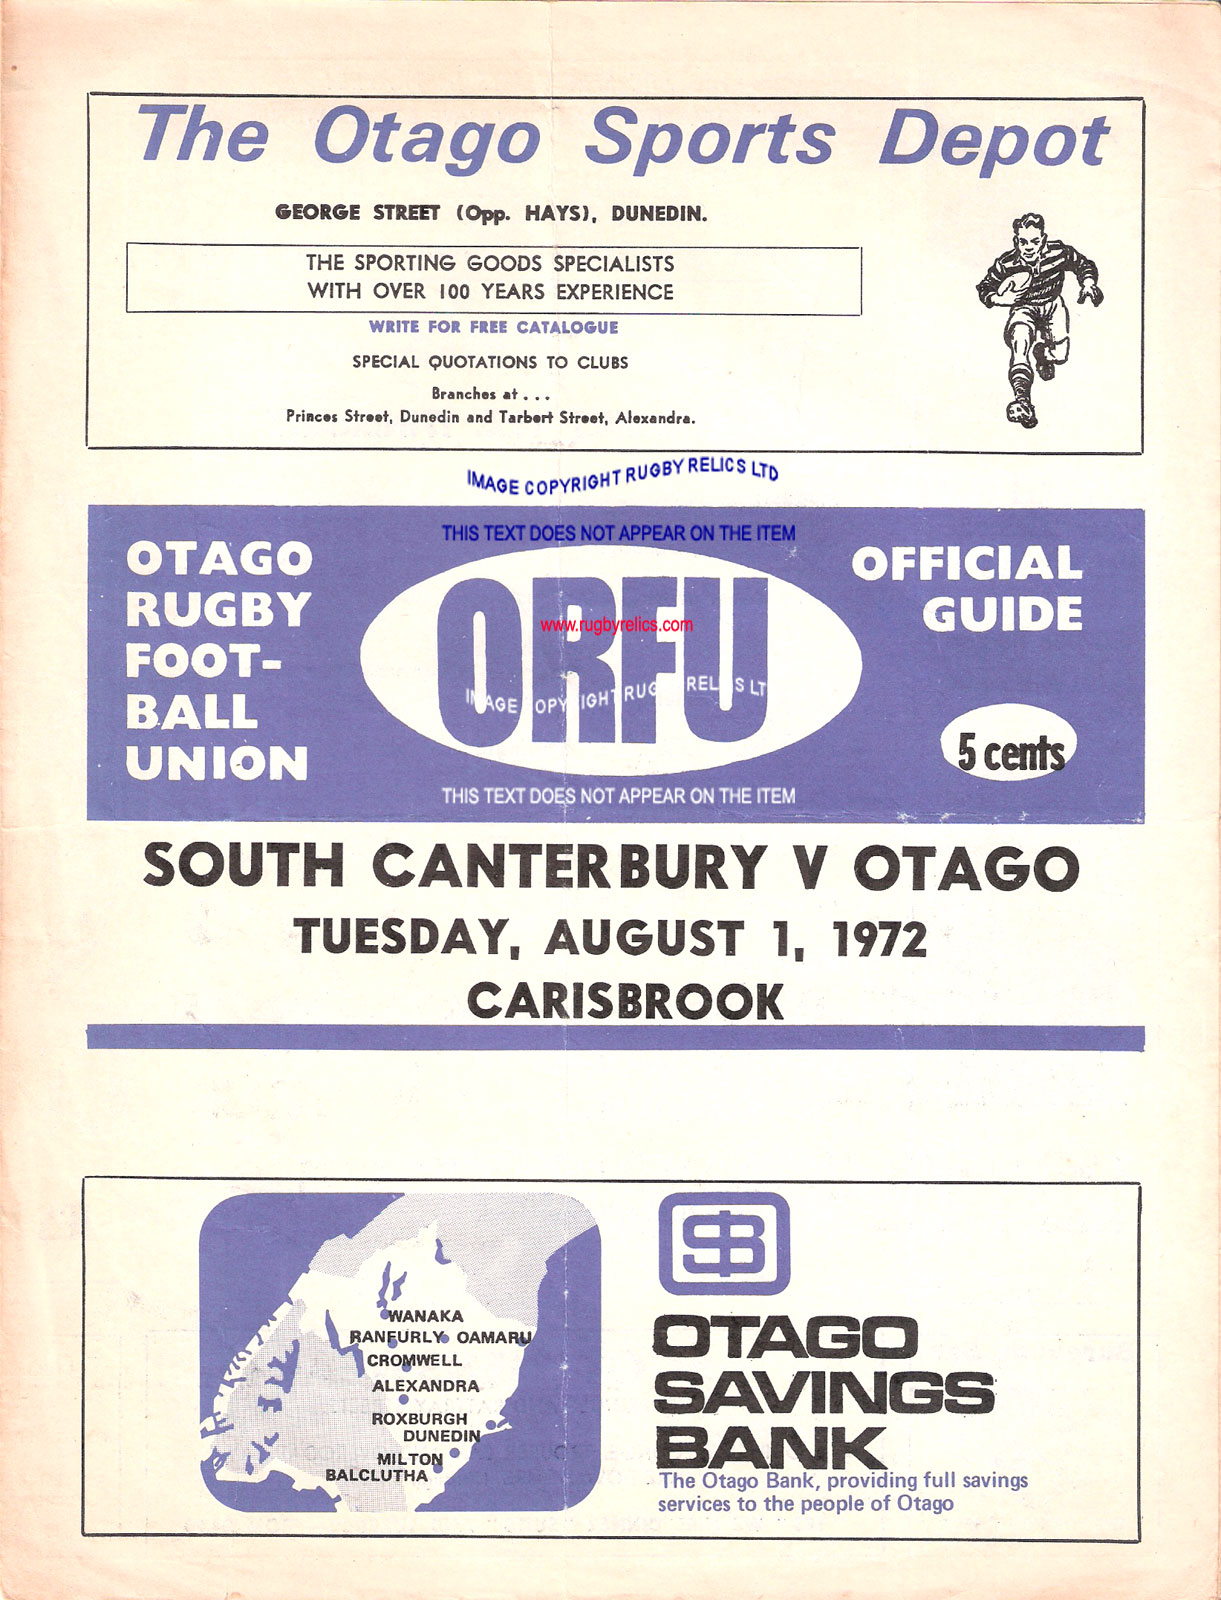 The Otago Sports Depot
GEORGE STREET (Opp. HAYS), DUNEDIN.
THE SPORTING GOODS SPECIALISTS
WITH OVER 100 YEARS EXPERIENCE
WRITE FOR FREE CATALOGUE
SPECIAL QUOTATIONS TO CLUBS
Branches at . . .
Princes Street, Dunedin and Tarbert Street, Alexandra.
IMAGE COPYRIGHT RUGBY RELICS LTD
THIS TEXT DOES NOT APPEAR ON THE ITEM
OTAGO
RUGBY
FOOT-
BALL
UNION
ORFU
www.rugbyrelics.com
IMAGE COPYRIGHT RUGBY RELICS LT
THIS TEXT DOES NOT APPEAR ON THE ITEM
OFFICIAL
GUIDE
5 cents
SOUTH CANTERBURY V OTAGO
TUESDAY, AUGUST 1, 1972
CARISBROOK
WANAKA
RANFURLY OAMARU
CROMWELL
ALEXANDRA
ROXBURGH
DUNEDIN
MILTON
BALCLUTHA
SB
OTAGO
SAVINGS
BANK
The Otago Bank, providing full savings
services to the people of Otago